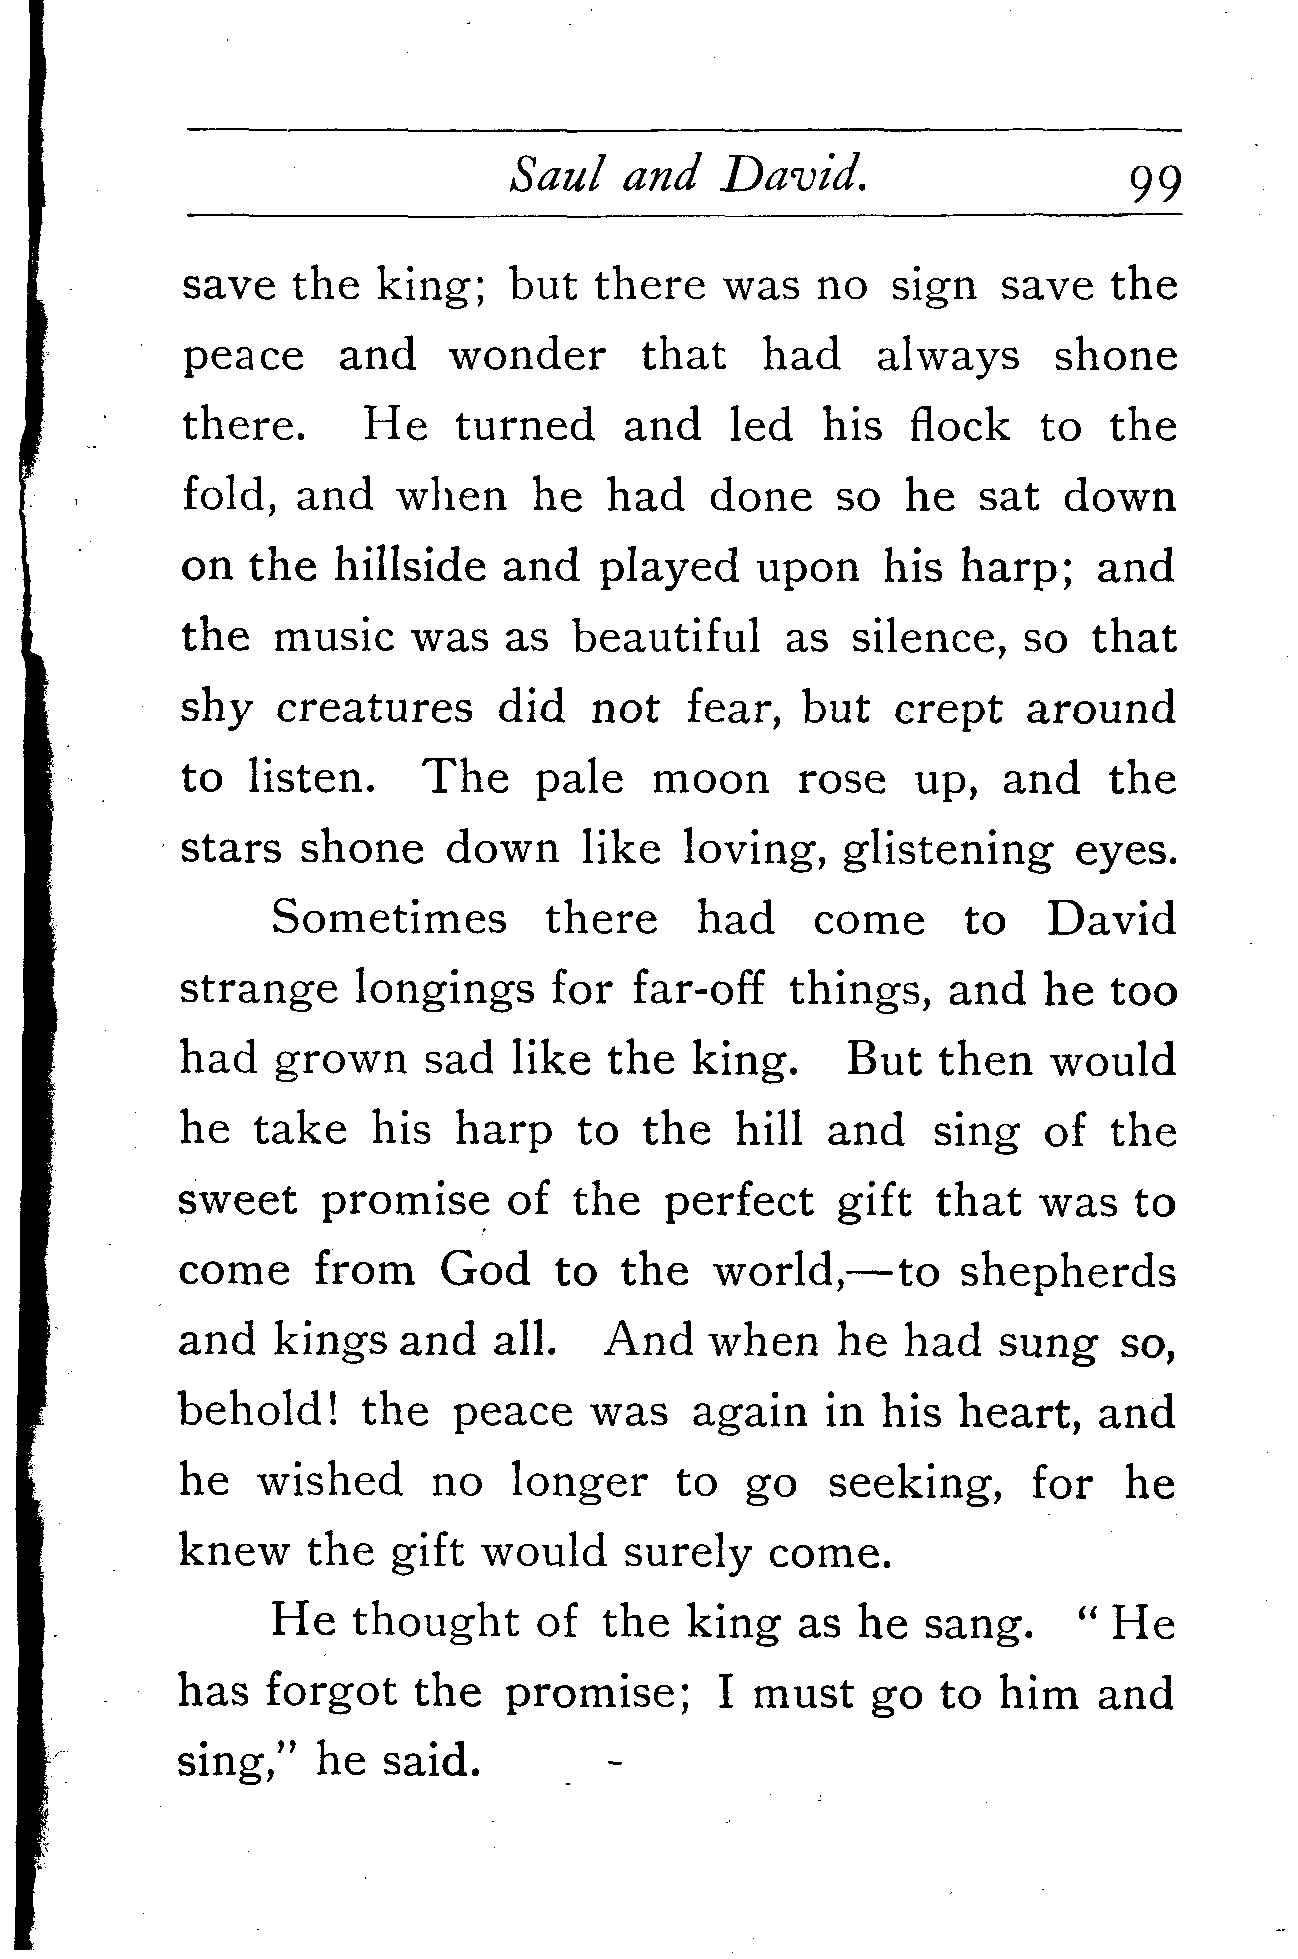 Saul and David. 99
save the king; but there was no sign save the
peace and wonder that had always shone
there. He turned and led his flock to the
fold, and when he had done so he sat down
on the hillside and played upon his harp; and
the music was as beautiful as silence, so that
shy creatures did not fear, but crept around
to listen. The pale moon rose up, and the
stars shone down like loving, glistening eyes.
Sometimes there had come to David
strange longings for far-off things, and he too
had grown sad like the king. But then would
he take his harp to the hill and sing of the
sweet promise of the perfect gift that was to
come from God to the world,—to shepherds
and kings and all. And when he had sung so,
behold! the peace was again in his heart, and
he wished no longer to go seeking, for he
knew the gift would surely come.
He thought of the king as he sang. "He
has forgot the promise; I must go to him and
sing," he said.